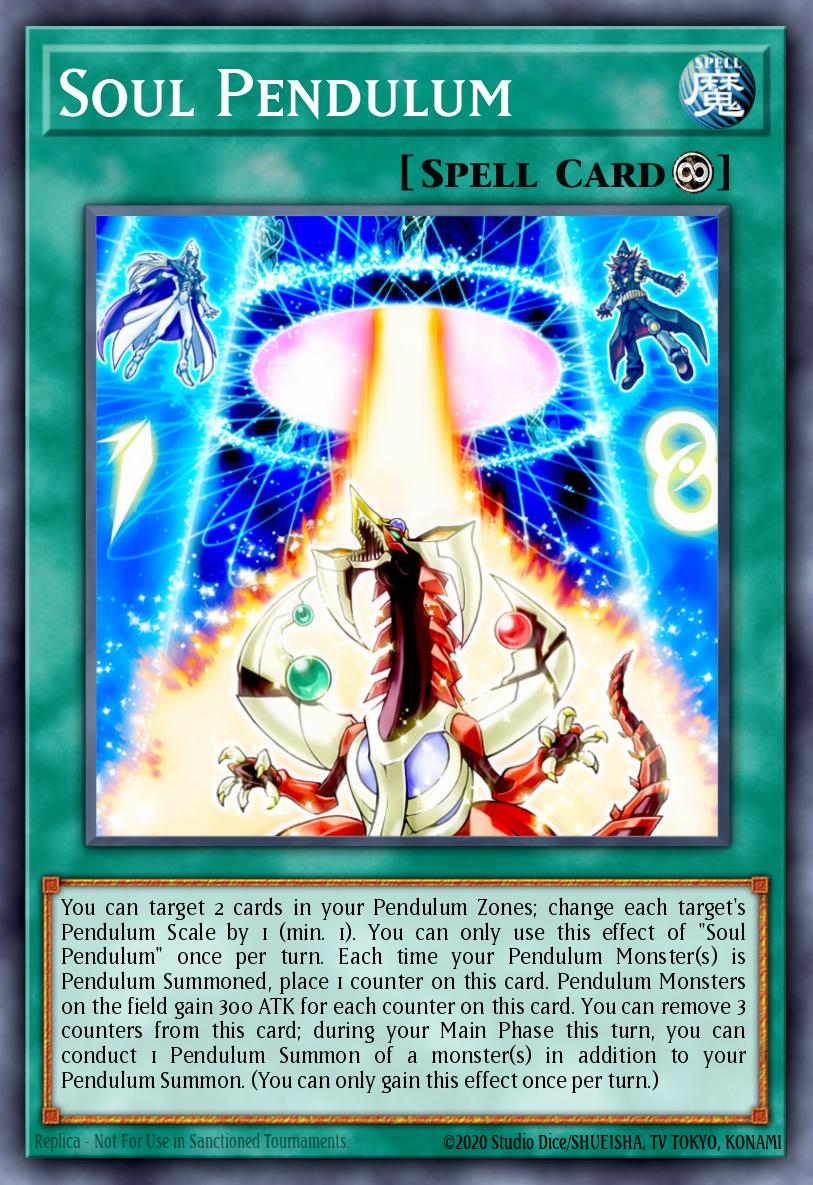 Soul Pendulum
SPELL
魔
[Spell Card]
1
8
You can target 2 cards in your Pendulum Zones; change each target's
Pendulum Scale by 1 (min. 1). You can only use this effect of "Soul
Pendulum" once per turn. Each time your Pendulum Monster(s) is
Pendulum Summoned, place 1 counter on this card. Pendulum Monsters
on the field gain 300 ATK for each counter on this card. You can remove 3
counters from this card; during your Main Phase this turn, you can
conduct 1 Pendulum Summon of a monster(s) in addition to your
Pendulum Summon. (You can only gain this effect once per turn.)
Replica - Not For Use in Sanctioned Tournaments.
©2020 Studio Dice/SHUEISHA, TV TOKYO, KONAMI